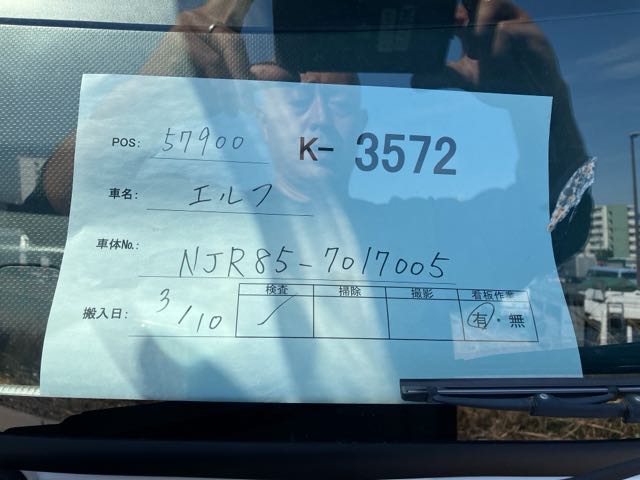 POS: 57900
K- 3572
車名: エルフ
車体No.: NJR85-7017005
搬入日: 3/10
検査 掃除 撮影 看板作業
✓ 有・無